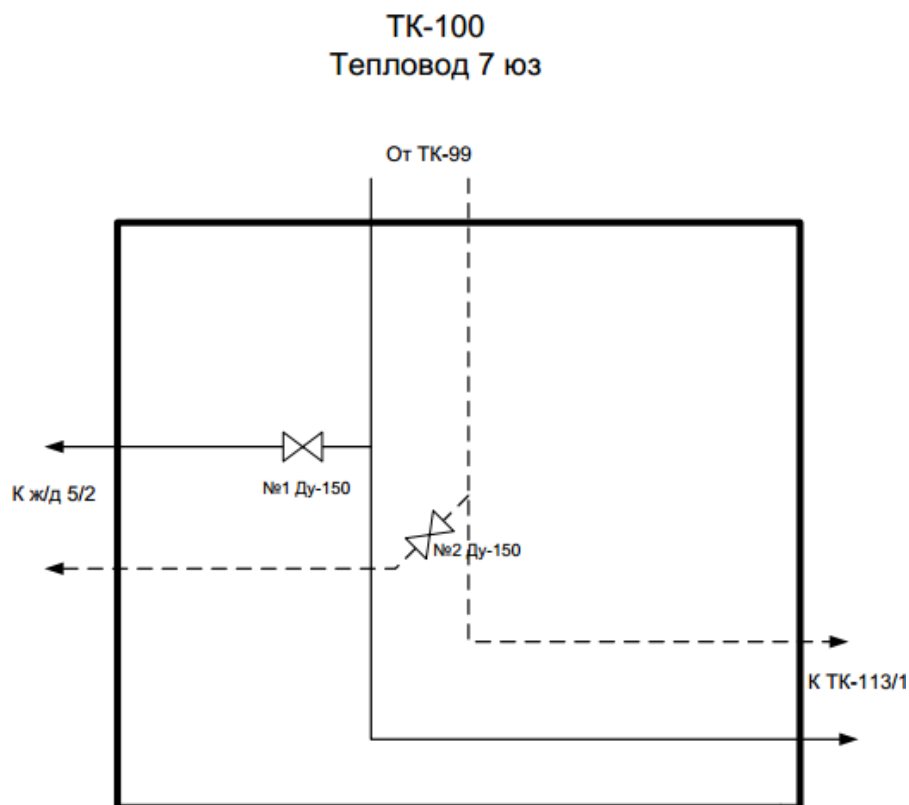 ТК-100
Тепловод 7 юз
От ТК-99
№1 Ду-150
К ж/д 5/2
№2 Ду-150
К ТК-113/1